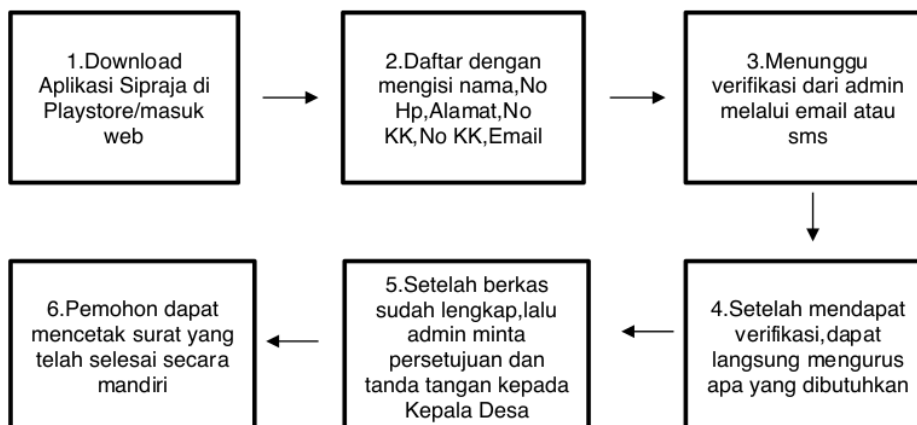 1.Download
Aplikasi Sipraja di
Playstore/masuk
web
2.Daftar dengan
mengisi nama,No
Hp,Alamat,No
KK,No KK,Email
3.Menunggu
verifikasi dari admin
melalui email atau
sms
4.Setelah mendapat
verifikasi,dapat
langsung mengurus
apa yang dibutuhkan
5.Setelah berkas
sudah lengkap,lalu
admin minta
persetujuan dan
tanda tangan kepada
Kepala Desa
6.Pemohon dapat
mencetak surat yang
telah selesai secara
mandiri